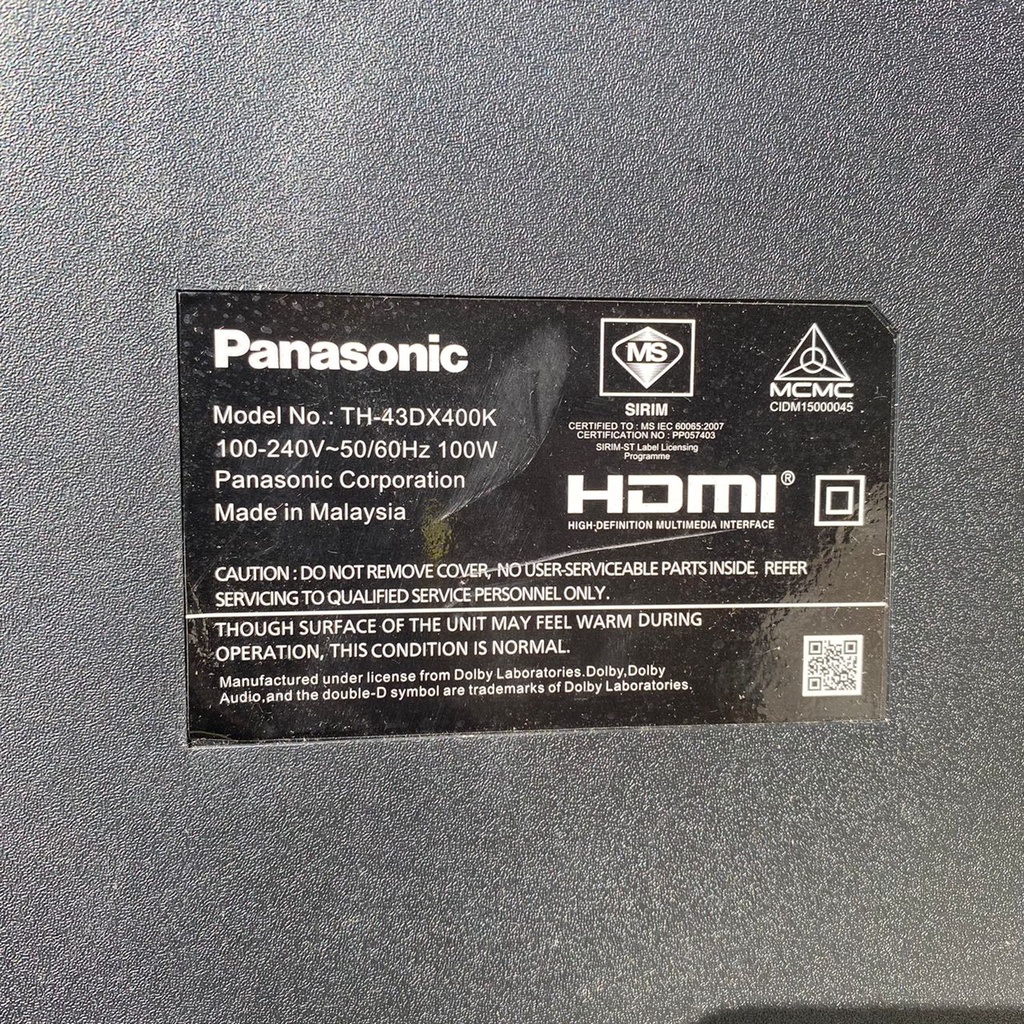 Panasonic
Model No.: TH-43DX400K
100-240V~50/60Hz 100W
Panasonic Corporation
Made in Malaysia
MS
SIRIM
CERTIFIED TO : MS IEC 60065:2007
CERTIFICATION NO : PP057403
SIRIM-ST Label Licensing
Programme
MCMC
CIDM15000045
HDMI®
HIGH-DEFINITION MULTIMEDIA INTERFACE
CAUTION : DO NOT REMOVE COVER, NO USER-SERVICEABLE PARTS INSIDE. REFER
SERVICING TO QUALIFIED SERVICE PERSONNEL ONLY.
THOUGH SURFACE OF THE UNIT MAY FEEL WARM DURING
OPERATION, THIS CONDITION IS NORMAL.
Manufactured under license from Dolby Laboratories.Dolby,Dolby
Audio,and the double-D symbol are trademarks of Dolby Laboratories.